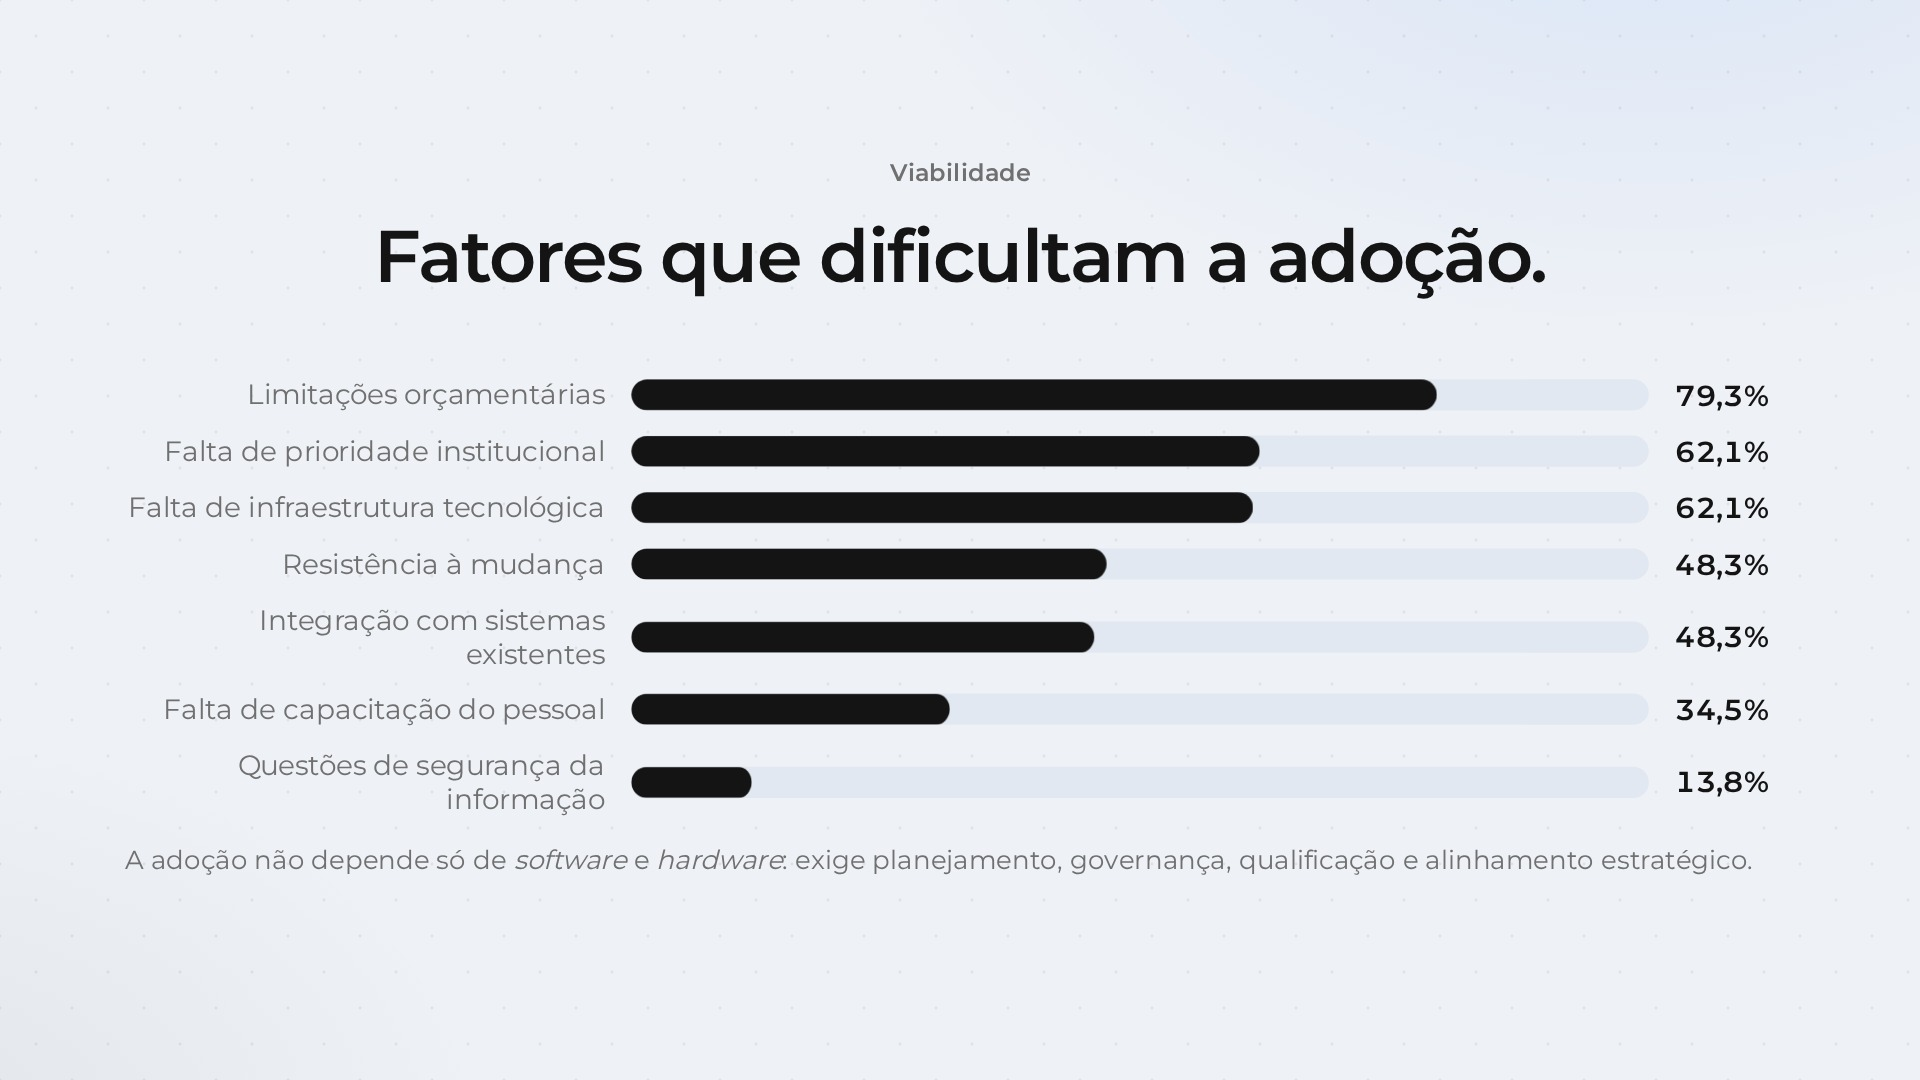 Viabilidade
Fatores que dificultam a adoção.
Limitações orçamentárias 79,3%
Falta de prioridade institucional 62,1%
Falta de infraestrutura tecnológica 62,1%
Resistência à mudança 48,3%
Integração com sistemas
existentes 48,3%
Falta de capacitação do pessoal 34,5%
Questões de segurança da
informação 13,8%
A adoção não depende só de software e hardware: exige planejamento, governança, qualificação e alinhamento estratégico.